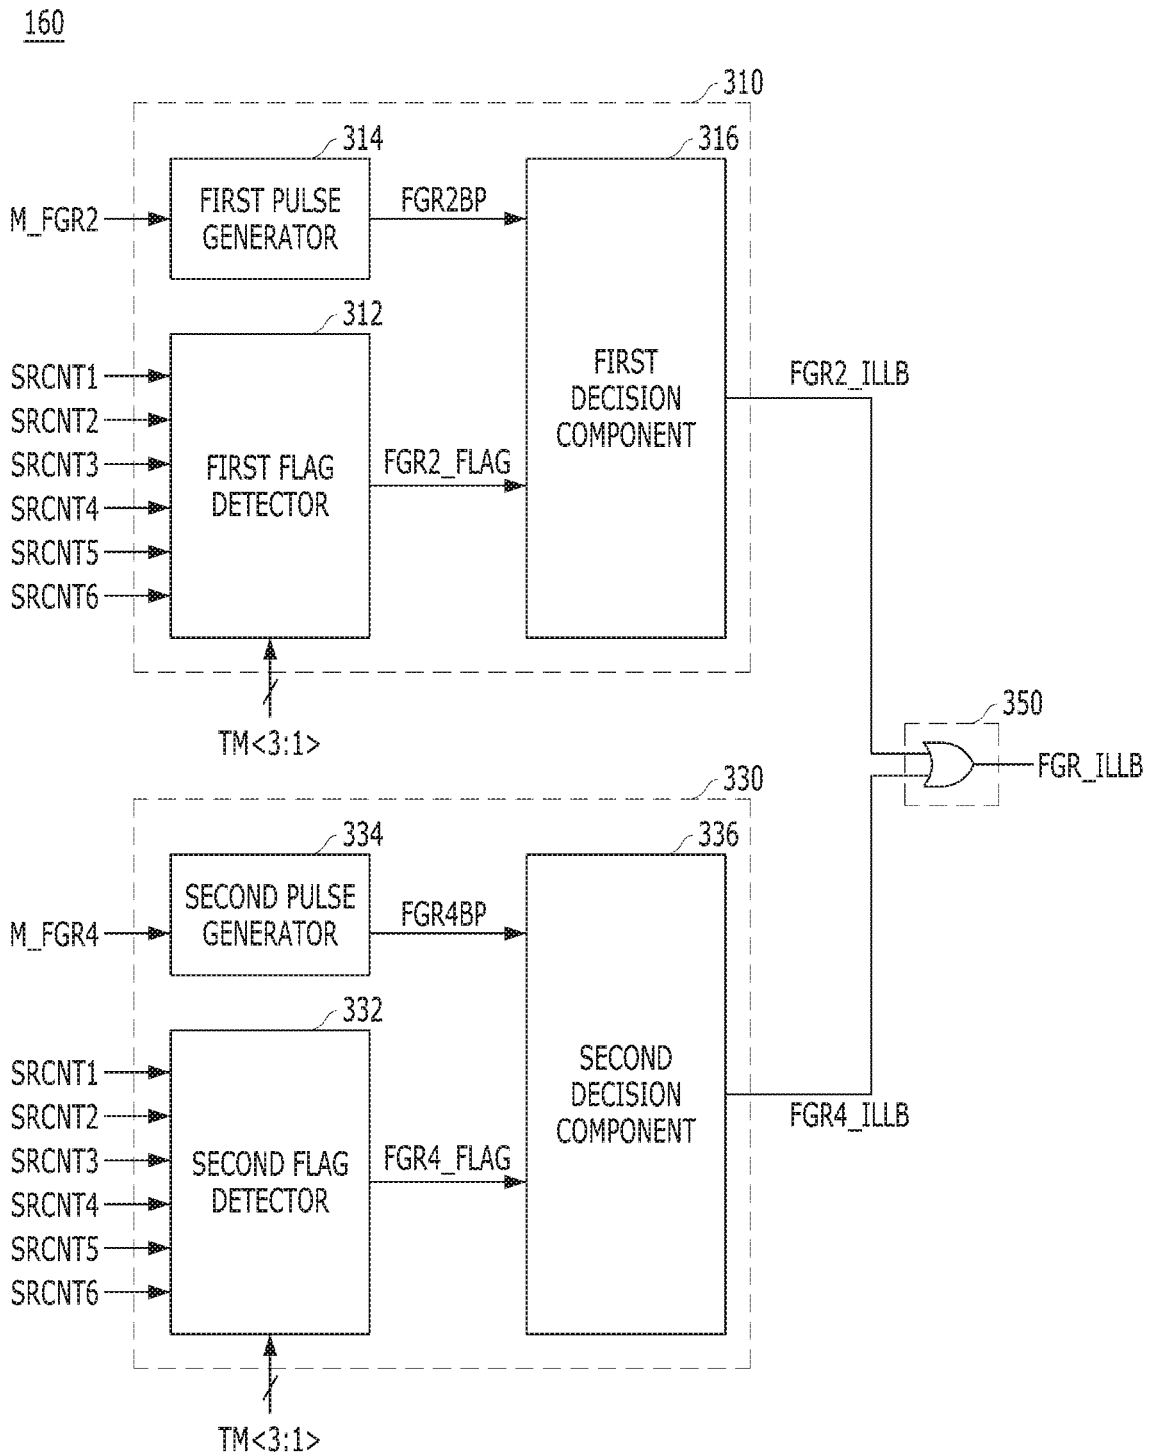 160
310
314
316
FIRST PULSE
GENERATOR
M_FGR2
FGR2BP
312
FIRST FLAG
DETECTOR
SRCNT1
SRCNT2
SRCNT3
SRCNT4
SRCNT5
SRCNT6
FGR2_FLAG
FIRST
DECISION
COMPONENT
FGR2_ILLB
TM<3:1>
350
FGR_ILLB
330
334
336
SECOND PULSE
GENERATOR
M_FGR4
FGR4BP
332
SECOND FLAG
DETECTOR
SRCNT1
SRCNT2
SRCNT3
SRCNT4
SRCNT5
SRCNT6
FGR4_FLAG
SECOND
DECISION
COMPONENT
FGR4_ILLB
TM<3:1>